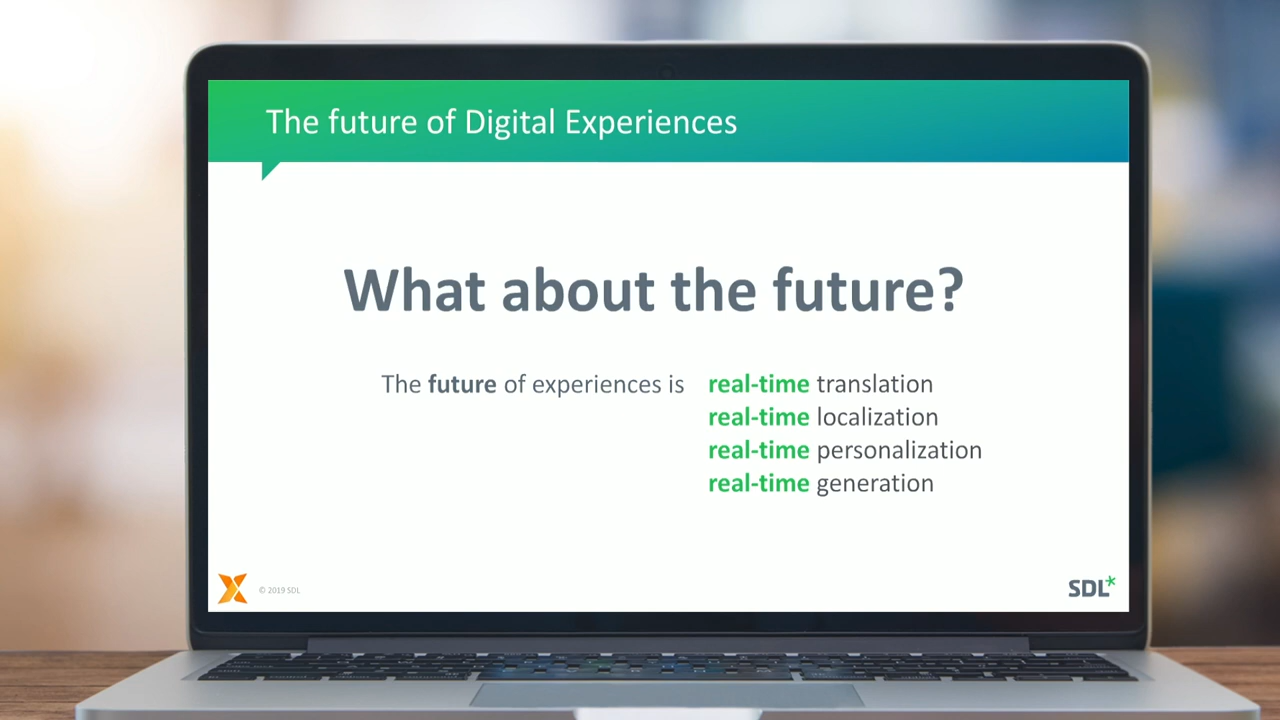 The future of Digital Experiences
What about the future?
The future of experiences is real-time translation
real-time localization
real-time personalization
real-time generation
© 2019 SDL
SDL*